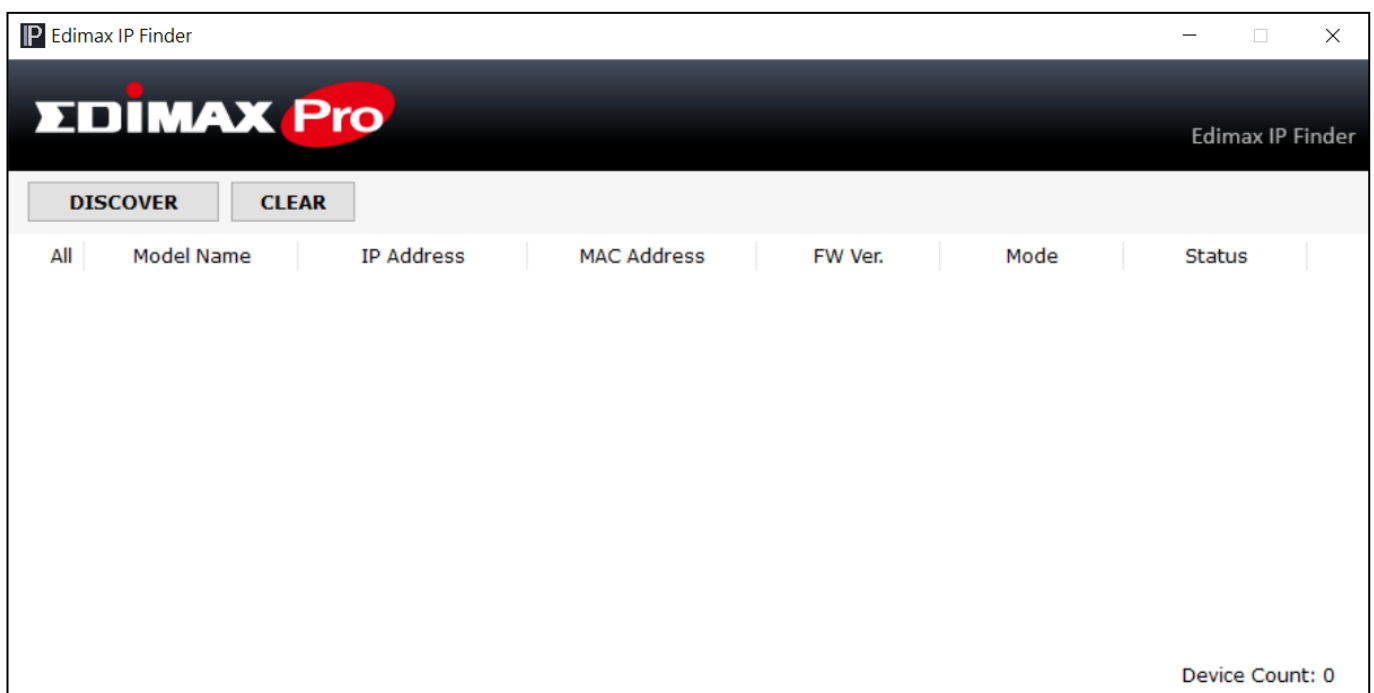 Edimax IP Finder
EDIMAX Pro
Edimax IP Finder
DISCOVER CLEAR
All Model Name IP Address MAC Address FW Ver. Mode Status
Device Count: 0